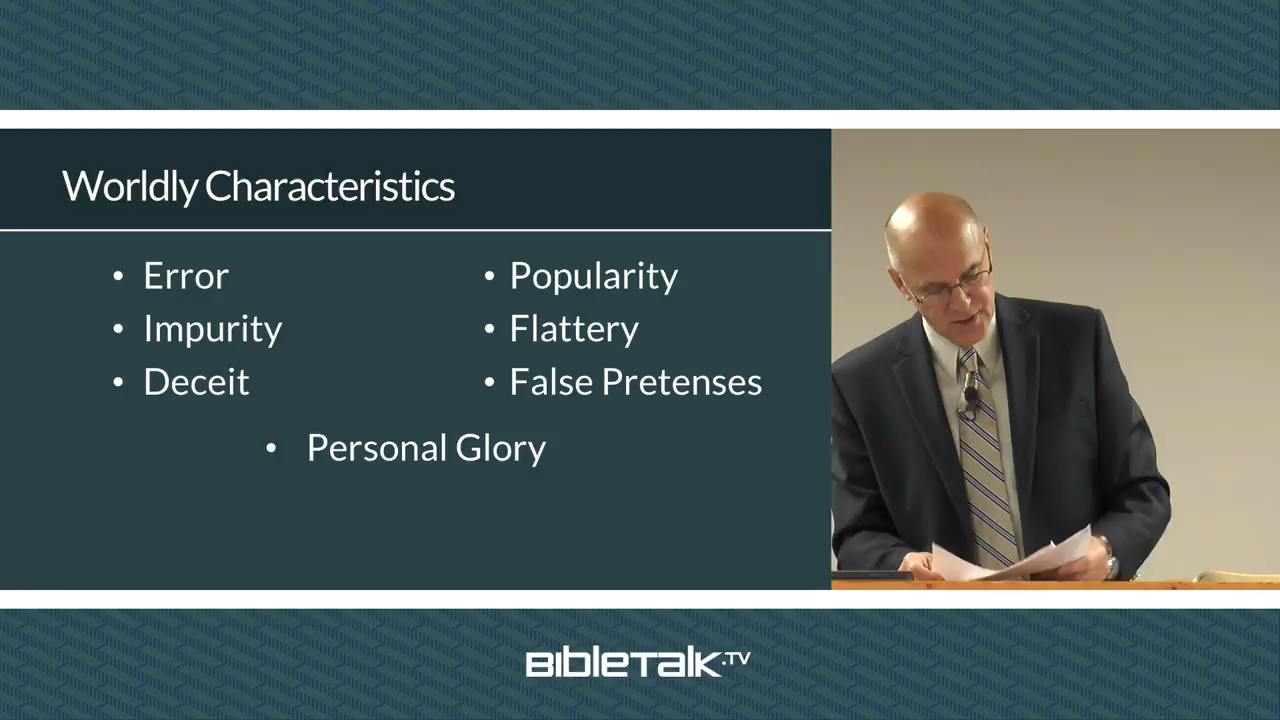 Worldly Characteristics
• Error
• Impurity
• Deceit
• Popularity
• Flattery
• False Pretenses
• Personal Glory
BibleTalk.TV